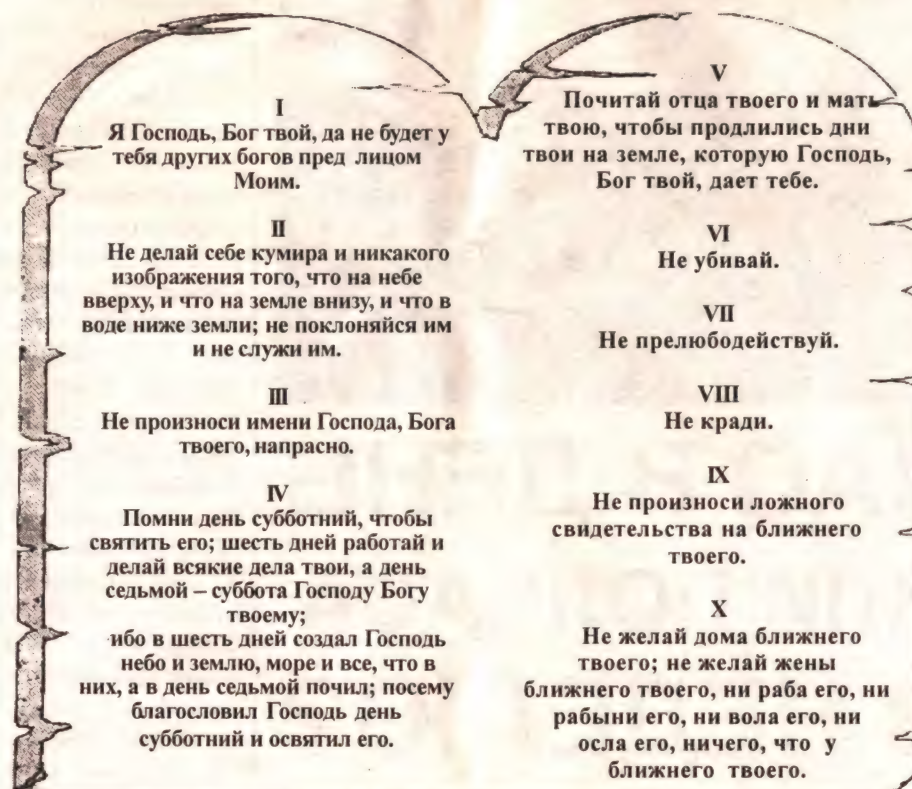 I
Я Господь, Бог твой, да не будет у
тебя других богов пред лицом
Моим.
II
Не делай себе кумира и никакого
изображения того, что на небе
вверху, и что на земле внизу, и что в
воде ниже земли; не поклоняйся им
и не служи им.
III
Не произноси имени Господа, Бога
твоего, напрасно.
IV
Помни день субботний, чтобы
святить его; шесть дней работай и
делай всякие дела твои, а день
седьмой – суббота Господу Богу
твоему;
ибо в шесть дней создал Господь
небо и землю, море и все, что в
них, а в день седьмой почил; посему
благословил Господь день
субботний и освятил его.
V
Почитай отца твоего и мать
твою, чтобы продлились дни
твои на земле, которую Господь,
Бог твой, дает тебе.
VI
Не убивай.
VII
Не прелюбодействуй.
VIII
Не кради.
IX
Не произноси ложного
свидетельства на ближнего
твоего.
X
Не желай дома ближнего
твоего; не желай жены
ближнего твоего, ни раба его, ни
рабыни его, ни вола его, ни
осла его, ничего, что у
ближнего твоего.